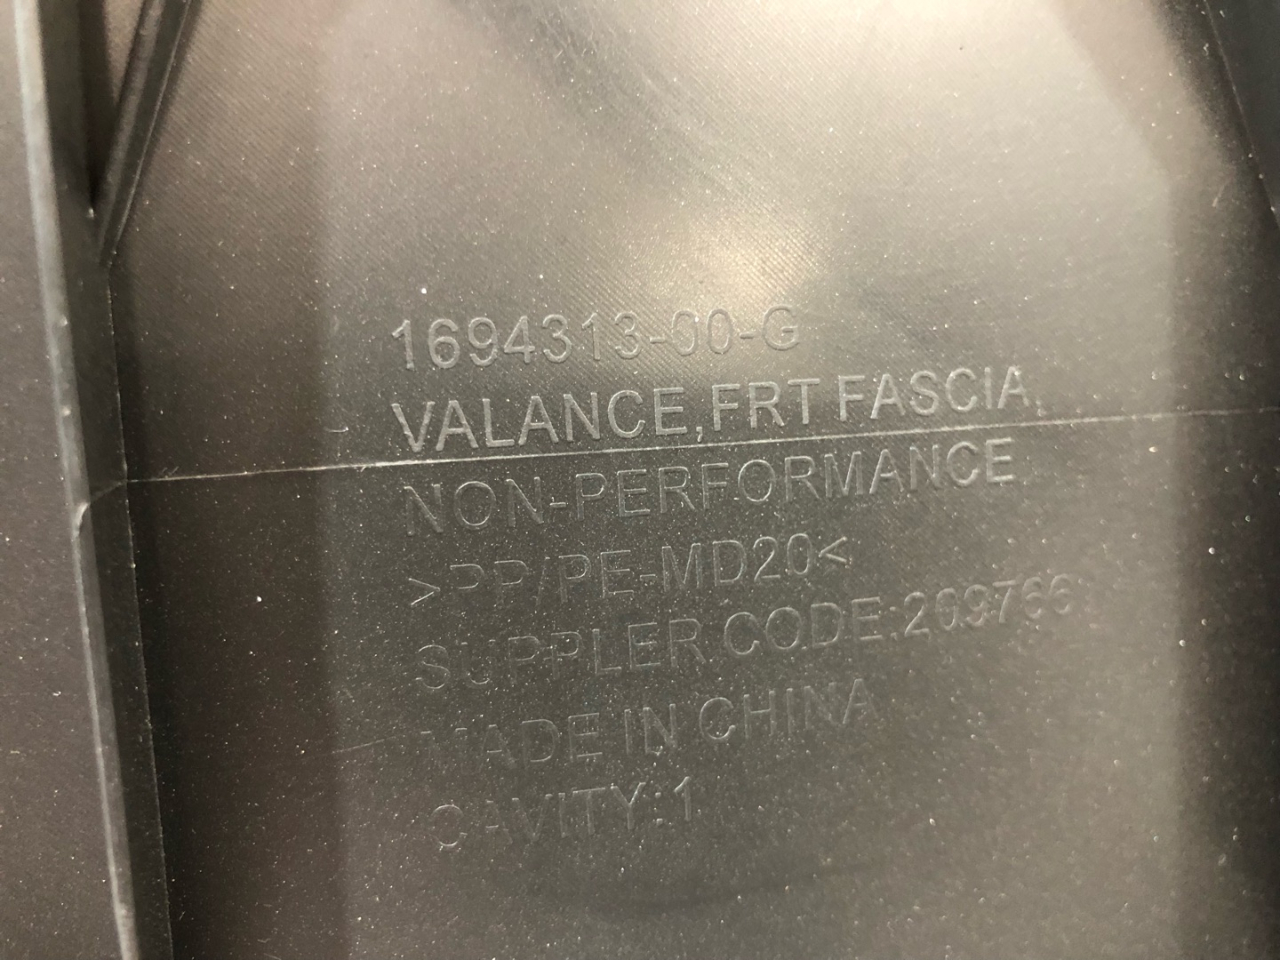 1694313-00-G
VALANCE,FRT FASCIA
NON-PERFORMANCE
>PP/PE-MD20<
SUPPLER CODE:209766
MADE IN CHINA
CAVITY:1